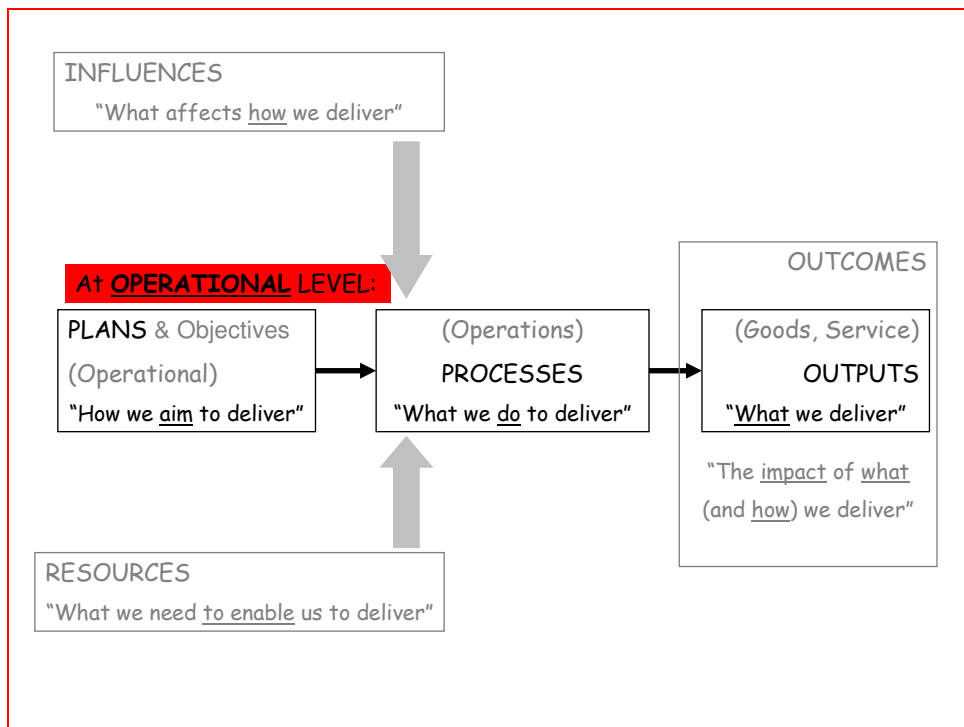 INFLUENCES
“What affects how we deliver”
At OPERATIONAL LEVEL:
PLANS & Objectives
(Operational)
“How we aim to deliver”
(Operations)
PROCESSES
“What we do to deliver”
OUTCOMES
(Goods, Service)
OUTPUTS
“What we deliver”
“The impact of what
(and how) we deliver”
RESOURCES
“What we need to enable us to deliver”